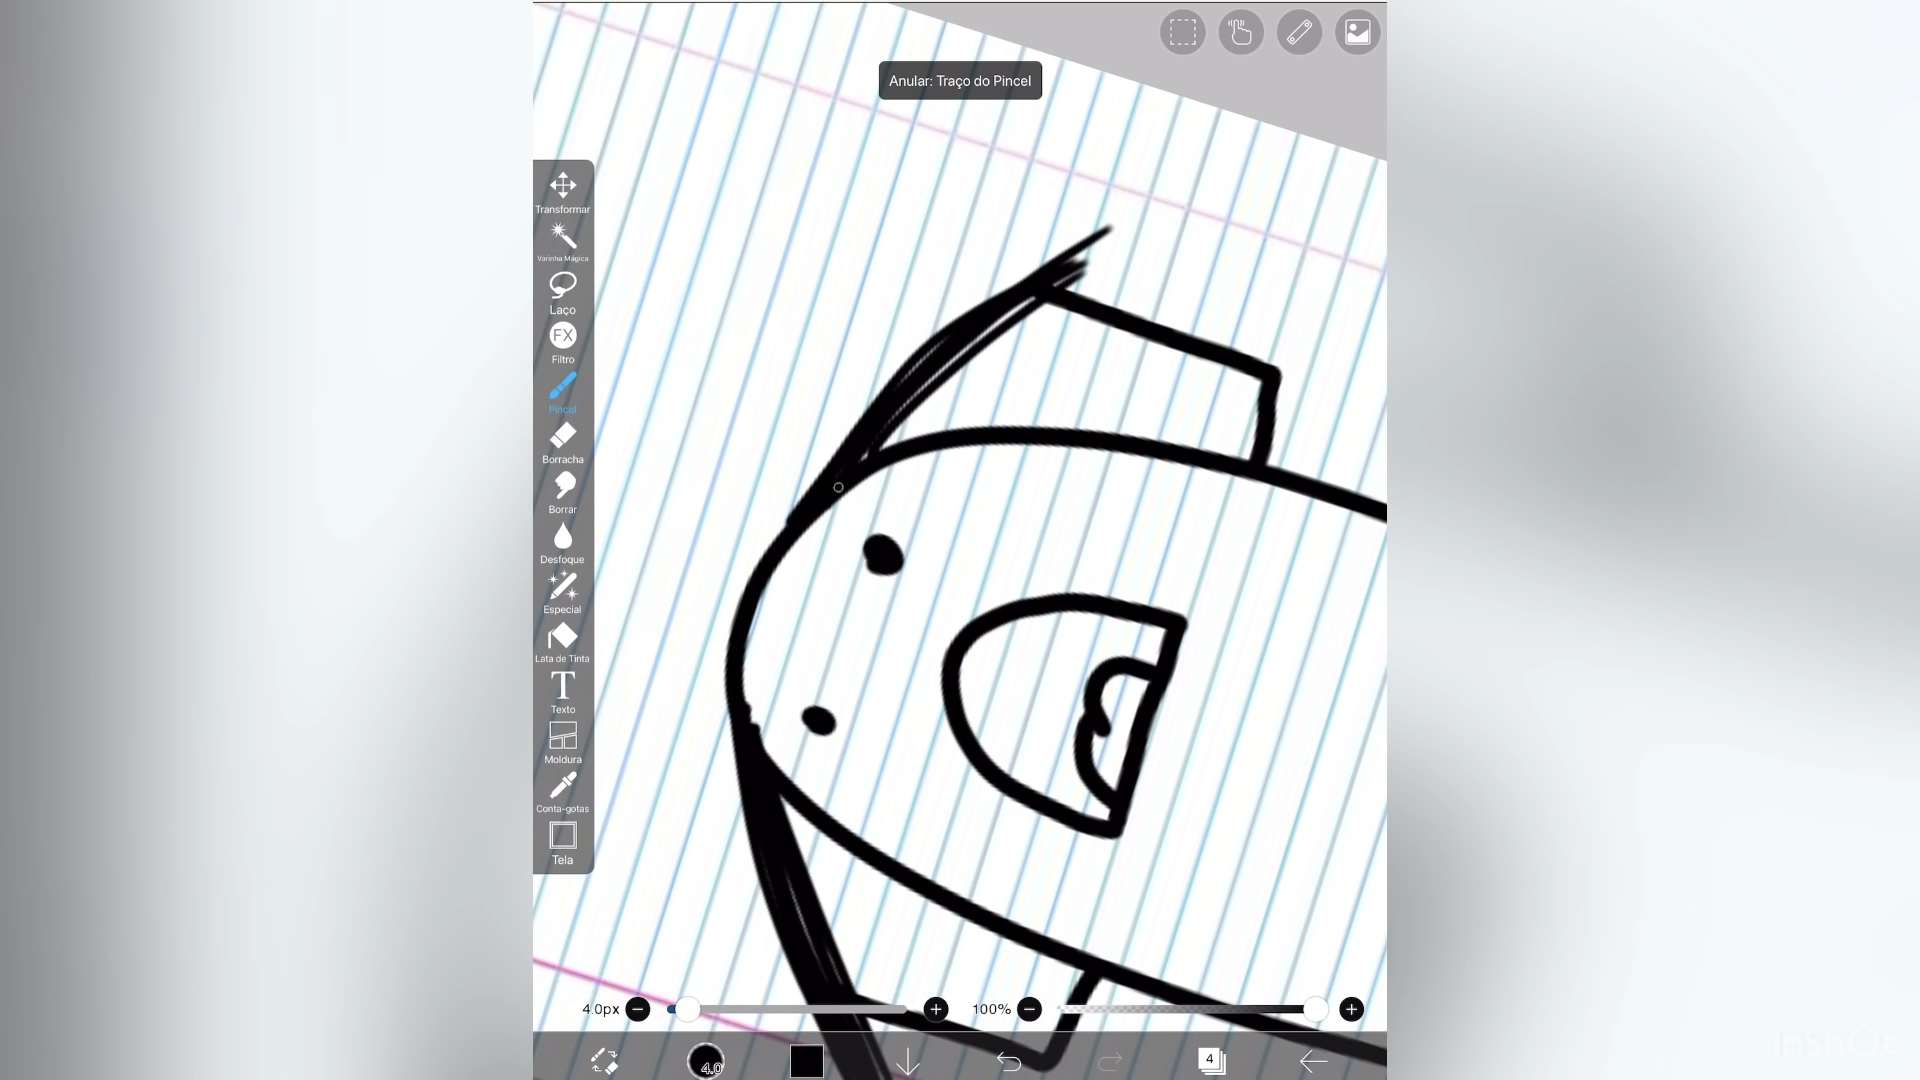 Anular: Traço do Pincel
Transformar
Varinha Mágica
Laço
FX
Filtro
Pincel
Borracha
Borrar
Desfoque
Especial
Lata de Tinta
T
Texto
Moldura
Conta-gotas
Tela
4.0px
100%
4.0
4
InShOt